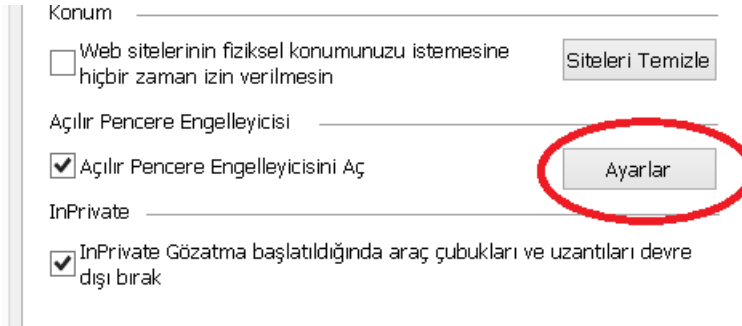 Konum
Web sitelerinin fiziksel konumunuzu istemesine
hiçbir zaman izin verilmesin
Siteleri Temizle
Açılır Pencere Engelleyicisi
Açılır Pencere Engelleyicisini Aç
Ayarlar
InPrivate
InPrivate Gözatma başlatıldığında araç çubukları ve uzantıları devre
dışı bırak